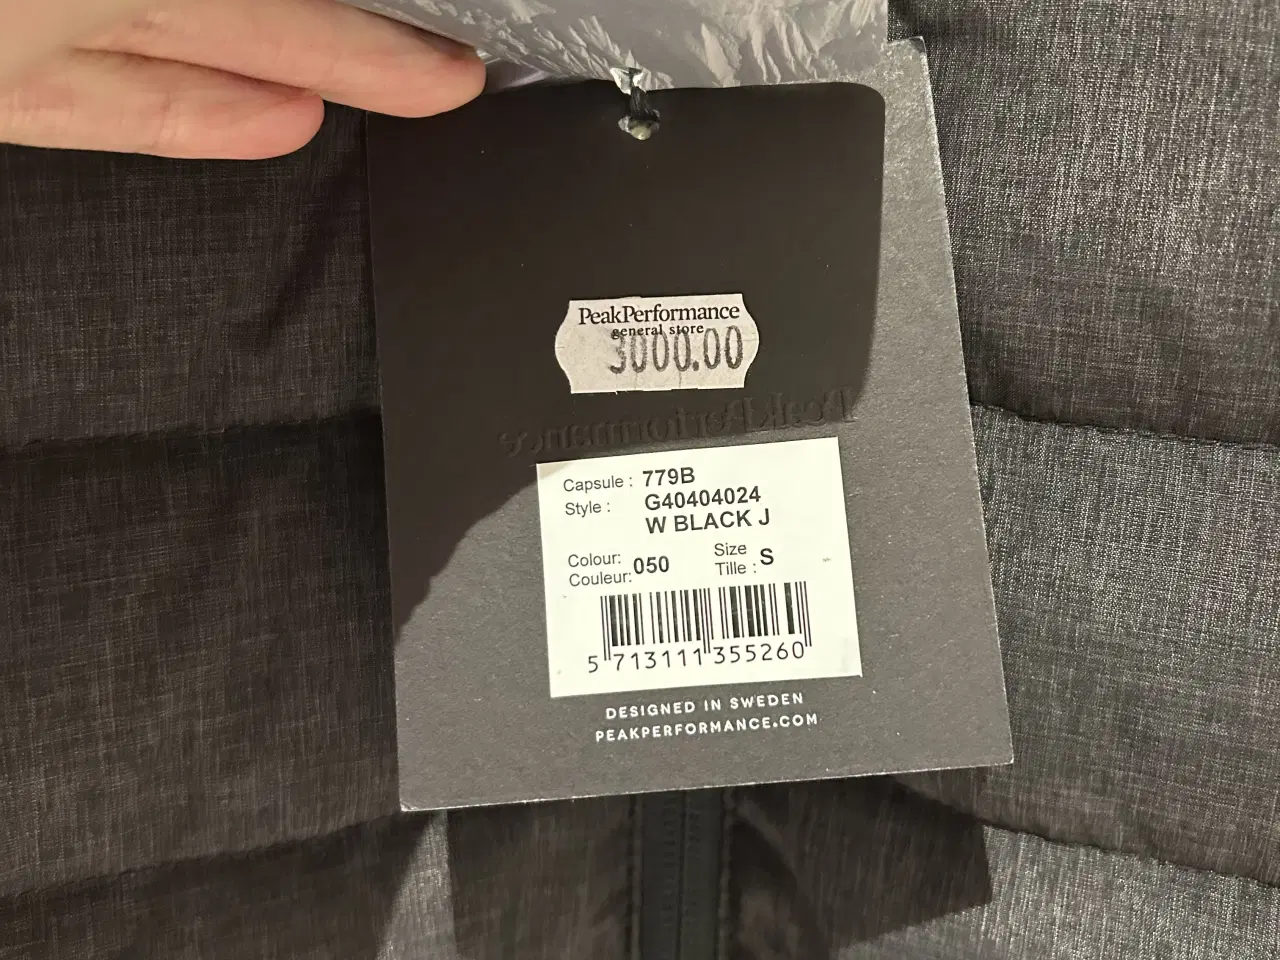 PeakPerformance
general store
3000.00
PeakPerformance
Capsule : 779B
Style : G40404024
W BLACK J
Colour: 050
Couleur:
Size S
Tille :
5 713111 355260
DESIGNED IN SWEDEN
PEAKPERFORMANCE.COM